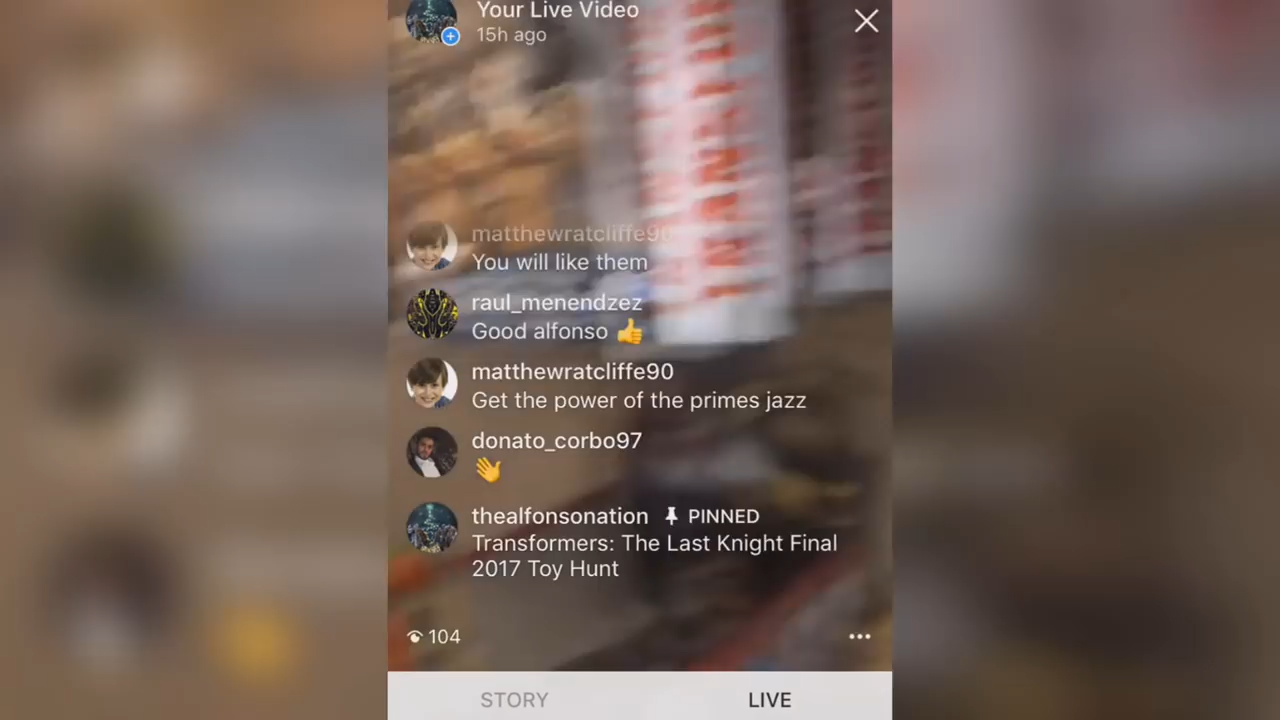 Your Live Video
15h ago
matthewratcliffe90
You will like them
raul_menendzez
Good alfonso 👍
matthewratcliffe90
Get the power of the primes jazz
donato_corbo97
👋
thealfonsonation PINNED
Transformers: The Last Knight Final
2017 Toy Hunt
104
STORY
LIVE